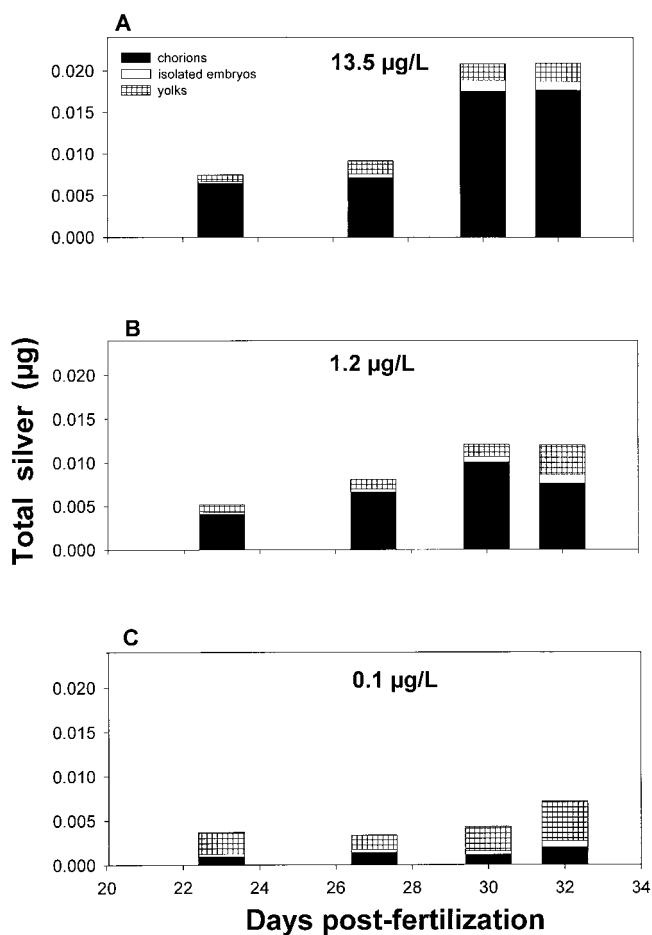 A
13.5 µg/L
chorions
isolated embryos
yolks
0.020
0.015
0.010
0.005
0.000
B
1.2 µg/L
0.020
0.015
0.010
0.005
0.000
Total silver (µg)
C
0.1 µg/L
0.020
0.015
0.010
0.005
0.000
20 22 24 26 28 30 32 34
Days post-fertilization